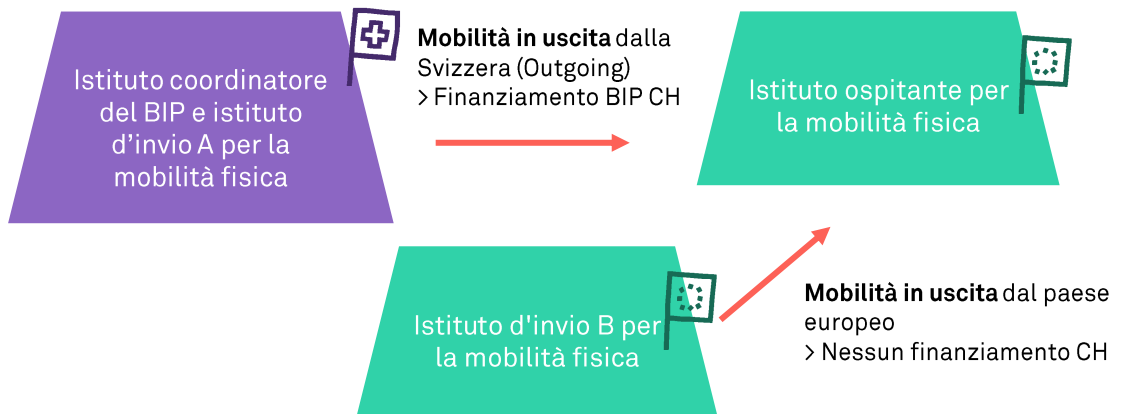 Istituto coordinatore
del BIP e istituto
d’invio A per la
mobilità fisica
Mobilità in uscita dalla
Svizzera (Outgoing)
> Finanziamento BIP CH
Istituto ospitante per
la mobilità fisica
Istituto d'invio B per
la mobilità fisica
Mobilità in uscita dal paese
europeo
> Nessun finanziamento CH